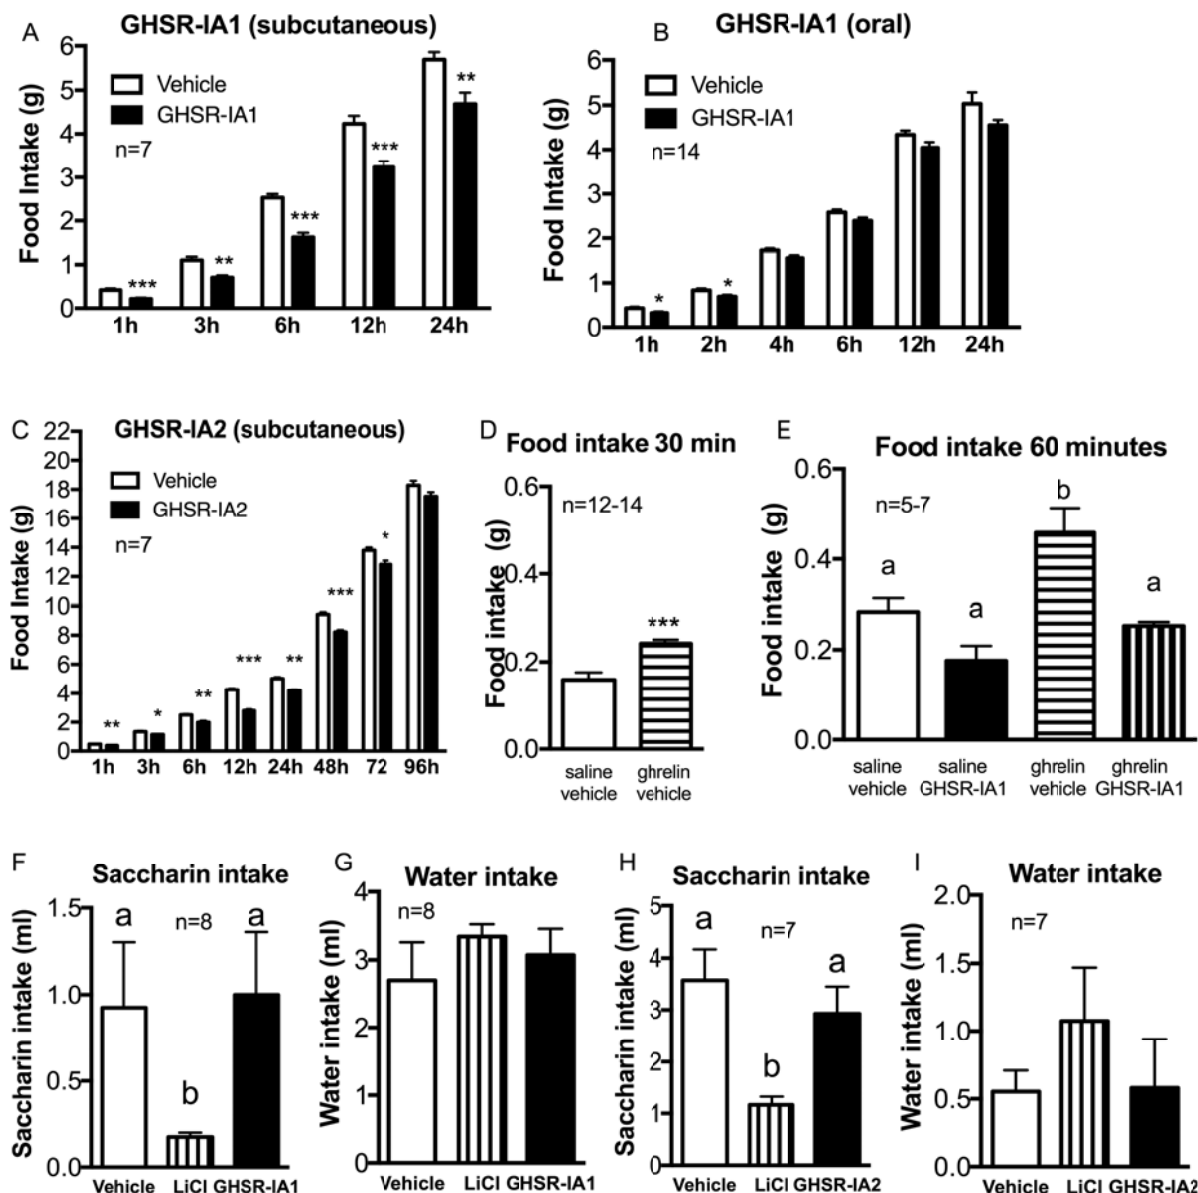 A
GHSR-IA1 (subcutaneous)
Food Intake (g)
6
5
4
3
2
1
0
Vehicle
GHSR-IA1
n=7
***
**
***
***
**
1h 3h 6h 12h 24h
B
GHSR-IA1 (oral)
Food Intake (g)
6
5
4
3
2
1
0
Vehicle
GHSR-IA1
n=14
*
*
1h 2h 4h 6h 12h 24h
C
GHSR-IA2 (subcutaneous)
Food Intake (g)
22
20
18
16
14
12
10
8
6
4
2
0
Vehicle
GHSR-IA2
n=7
**
*
**
***
**
***
*
1h 3h 6h 12h 24h 48h 72 96h
D
Food intake 30 min
Food intake (g)
0.6
0.4
0.2
0.0
n=12-14
***
saline ghrelin
vehicle vehicle
E
Food intake 60 minutes
Food intake (g)
0.6
0.4
0.2
0.0
n=5-7
a
a
b
a
saline saline ghrelin ghrelin
vehicle GHSR-IA1 vehicle GHSR-IA1
F
Saccharin intake
Saccharin intake (ml)
1.5
1.0
0.5
0.0
n=8
a
b
a
Vehicle LiCl GHSR-IA1
G
Water intake
Water intake (ml)
4
3
2
1
0
n=8
Vehicle LiCl GHSR-IA1
H
Saccharin intake
Saccharin intake (ml)
5
4
3
2
1
0
n=7
a
b
a
Vehicle LiCl GHSR-IA2
I
Water intake
Water intake (ml)
2.0
1.5
1.0
0.5
0.0
n=7
Vehicle LiCl GHSR-IA2